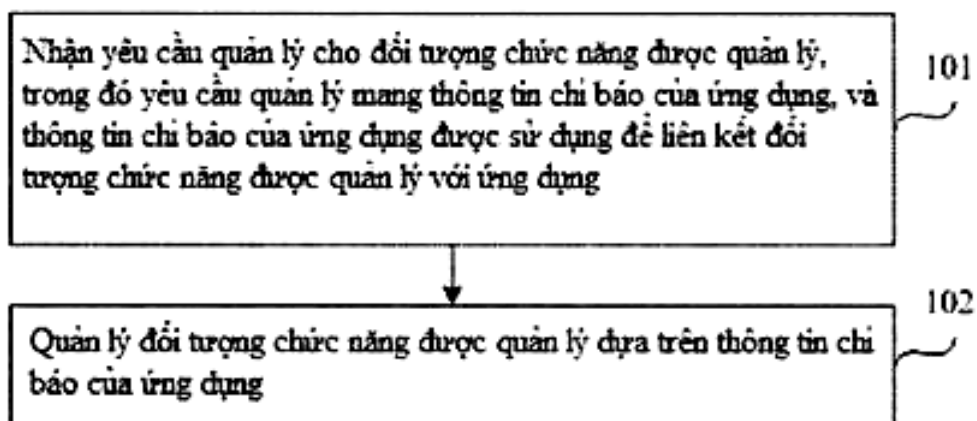 Nhận yêu cầu quản lý cho đối tượng chức năng được quản lý,
trong đó yêu cầu quản lý mang thông tin chỉ báo của ứng dụng, và
thông tin chỉ báo của ứng dụng được sử dụng để liên kết đối
tượng chức năng được quản lý với ứng dụng
101
Quản lý đối tượng chức năng được quản lý dựa trên thông tin chỉ
báo của ứng dụng
102